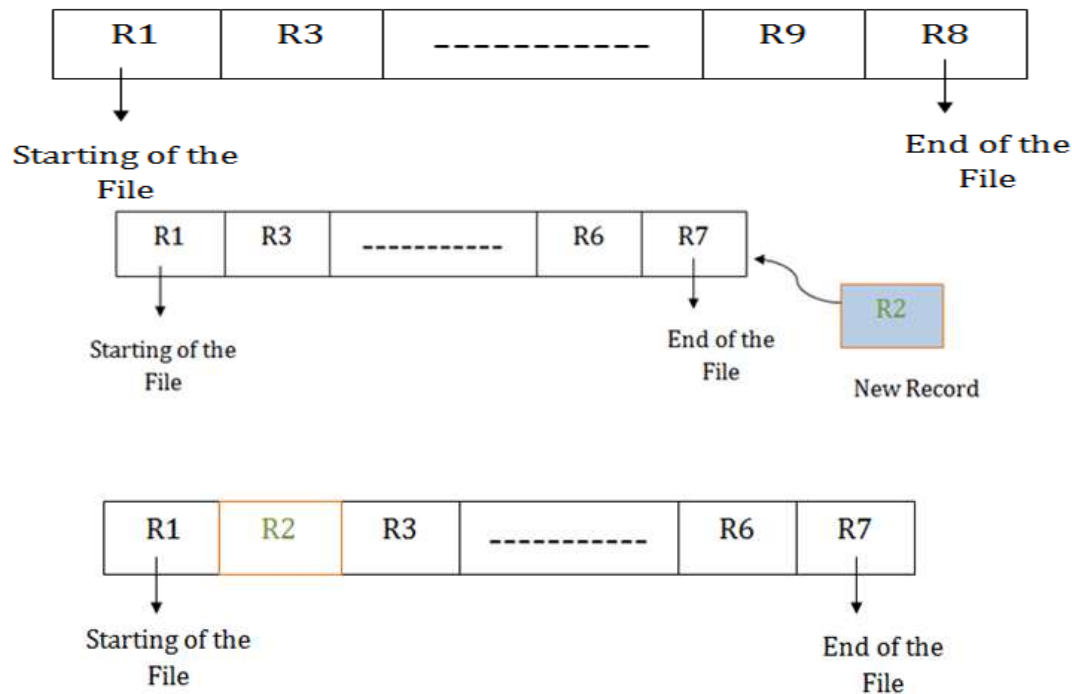 R1 R3 ----------- R9 R8
Starting of the
File
End of the
File
R1 R3 ----------- R6 R7
R2
Starting of the
File
End of the
File
New Record
R1 R2 R3 ----------- R6 R7
Starting of the
File
End of the
File